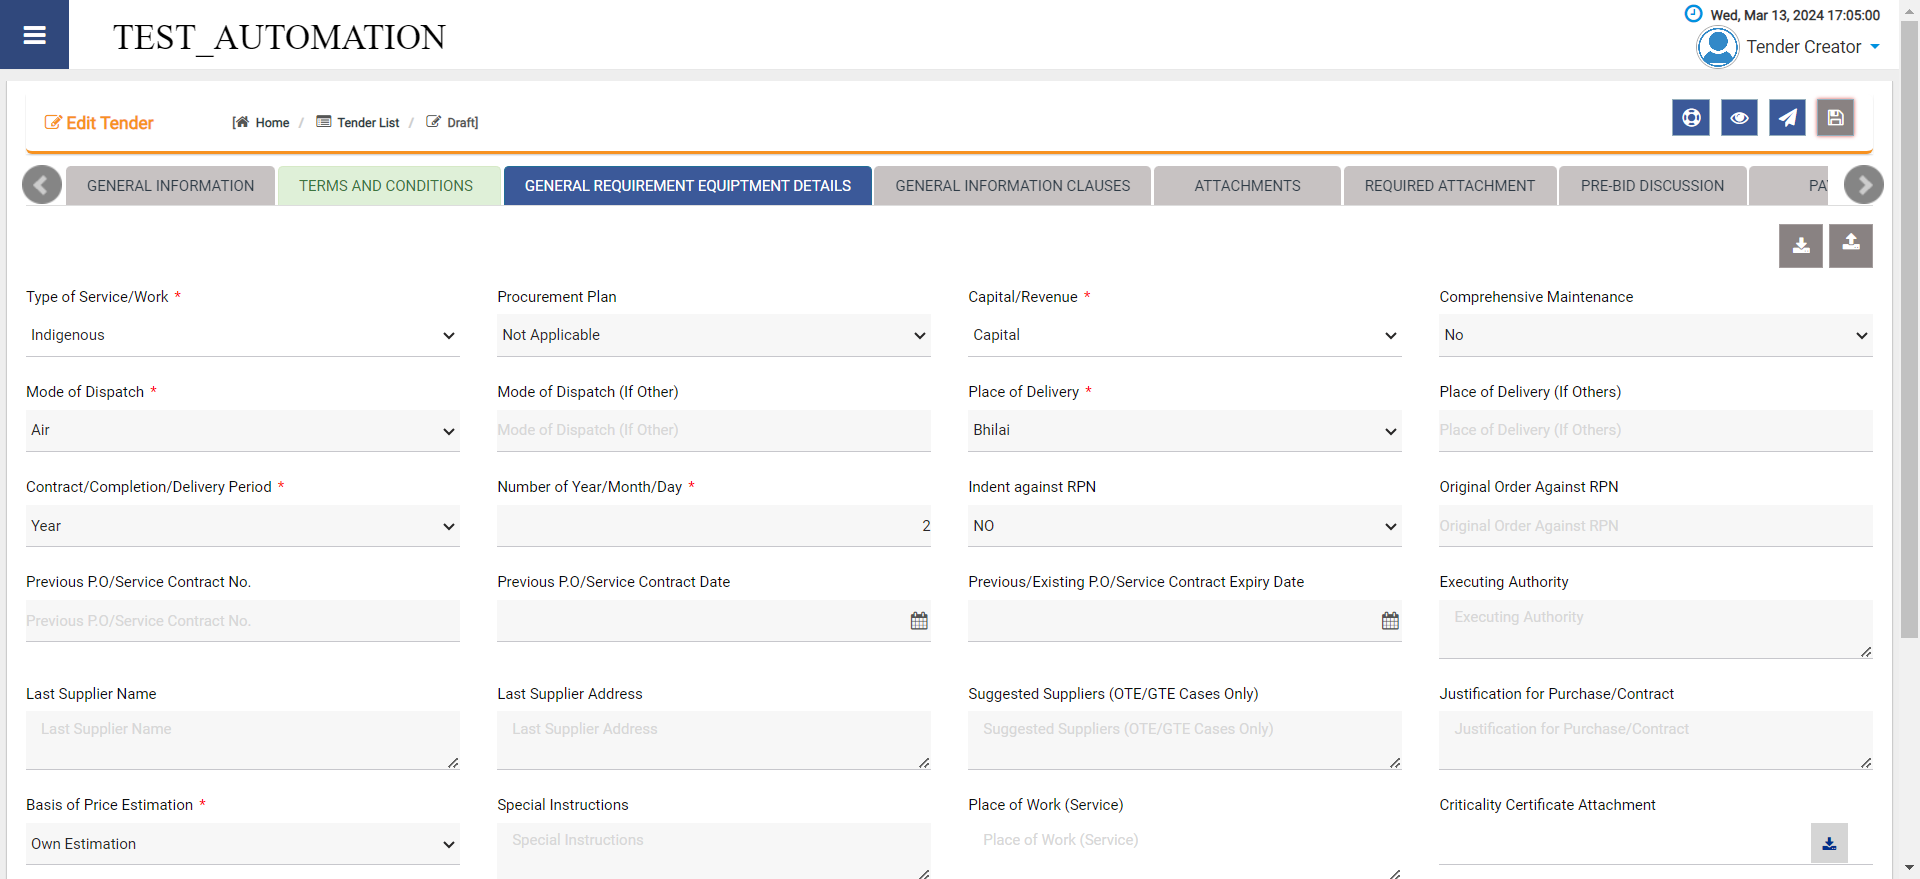 TEST_AUTOMATION
Wed, Mar 13, 2024 17:05:00
Tender Creator
Edit Tender
[ Home / Tender List / Draft]
GENERAL INFORMATION TERMS AND CONDITIONS GENERAL REQUIREMENT EQUIPTMENT DETAILS GENERAL INFORMATION CLAUSES ATTACHMENTS REQUIRED ATTACHMENT PRE-BID DISCUSSION PA
Type of Service/Work * Procurement Plan Capital/Revenue * Comprehensive Maintenance
Indigenous Not Applicable Capital No
Mode of Dispatch * Mode of Dispatch (If Other) Place of Delivery * Place of Delivery (If Others)
Air Mode of Dispatch (If Other) Bhilai Place of Delivery (If Others)
Contract/Completion/Delivery Period * Number of Year/Month/Day * Indent against RPN Original Order Against RPN
Year 2 NO Original Order Against RPN
Previous P.O/Service Contract No. Previous P.O/Service Contract Date Previous/Existing P.O/Service Contract Expiry Date Executing Authority
Previous P.O/Service Contract No. Executing Authority
Last Supplier Name Last Supplier Address Suggested Suppliers (OTE/GTE Cases Only) Justification for Purchase/Contract
Last Supplier Name Last Supplier Address Suggested Suppliers (OTE/GTE Cases Only) Justification for Purchase/Contract
Basis of Price Estimation * Special Instructions Place of Work (Service) Criticality Certificate Attachment
Own Estimation Special Instructions Place of Work (Service)